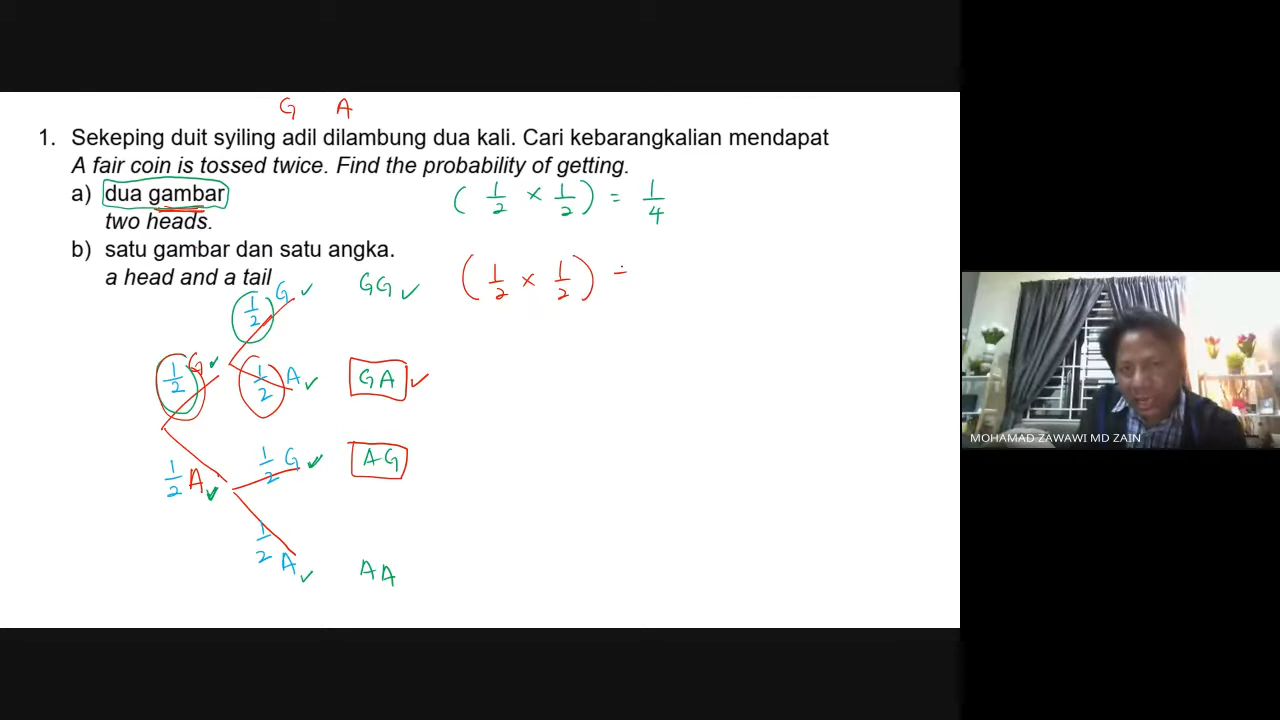 G A
1. Sekeping duit syiling adil dilambung dua kali. Cari kebarangkalian mendapat
A fair coin is tossed twice. Find the probability of getting.
a) dua gambar (1/2 × 1/2) = 1/4
two heads.
b) satu gambar dan satu angka.
a head and a tail (1/2 × 1/2) =
1/2 G ✓ GG ✓
1/2 G ✓ 1/2 A ✓ GA ✓
1/2 A ✓ 1/2 G ✓ AG
1/2 A ✓ AA
MOHAMAD ZAWAWI MD ZAIN